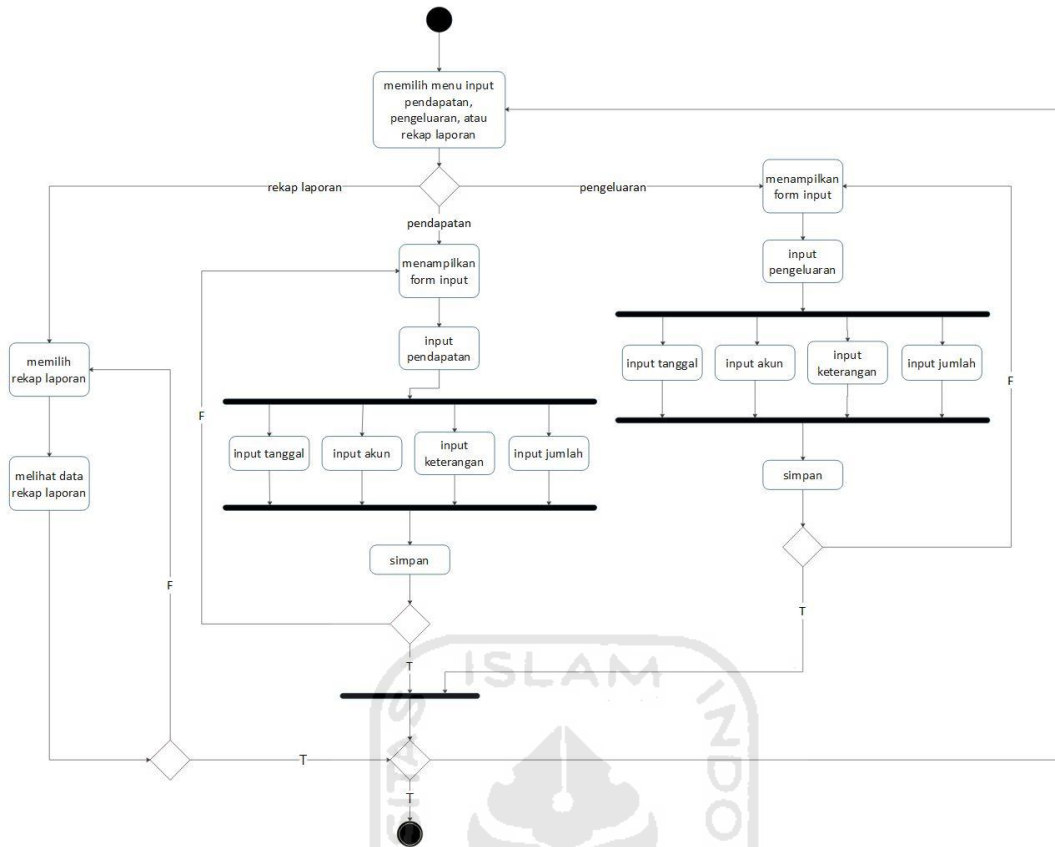 memilih menu input
pendapatan,
pengeluaran, atau
rekap laporan
rekap laporan
pengeluaran
pendapatan
menampilkan
form input
input
pengeluaran
input tanggal
input akun
input
keterangan
input jumlah
simpan
F
T
menampilkan
form input
input
pendapatan
input tanggal
input akun
input
keterangan
input jumlah
simpan
F
T
memilih
rekap laporan
melihat data
rekap laporan
F
T
T
ISLAM
INDO
SITAS